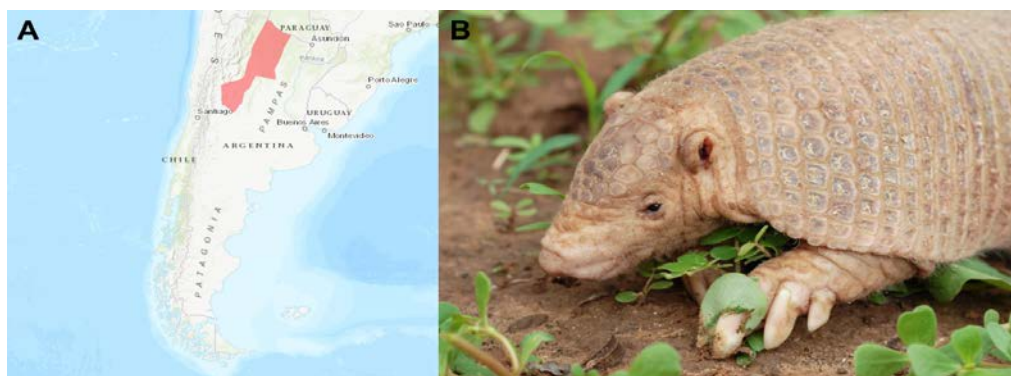 A
B
PARAGUAY
Asunción
Sao Paulo
Porto Alegre
Santiago
PAMPAS
URUGUAY
Buenos Aires
Montevideo
ARGENTINA
CHILE
PATAGONIA